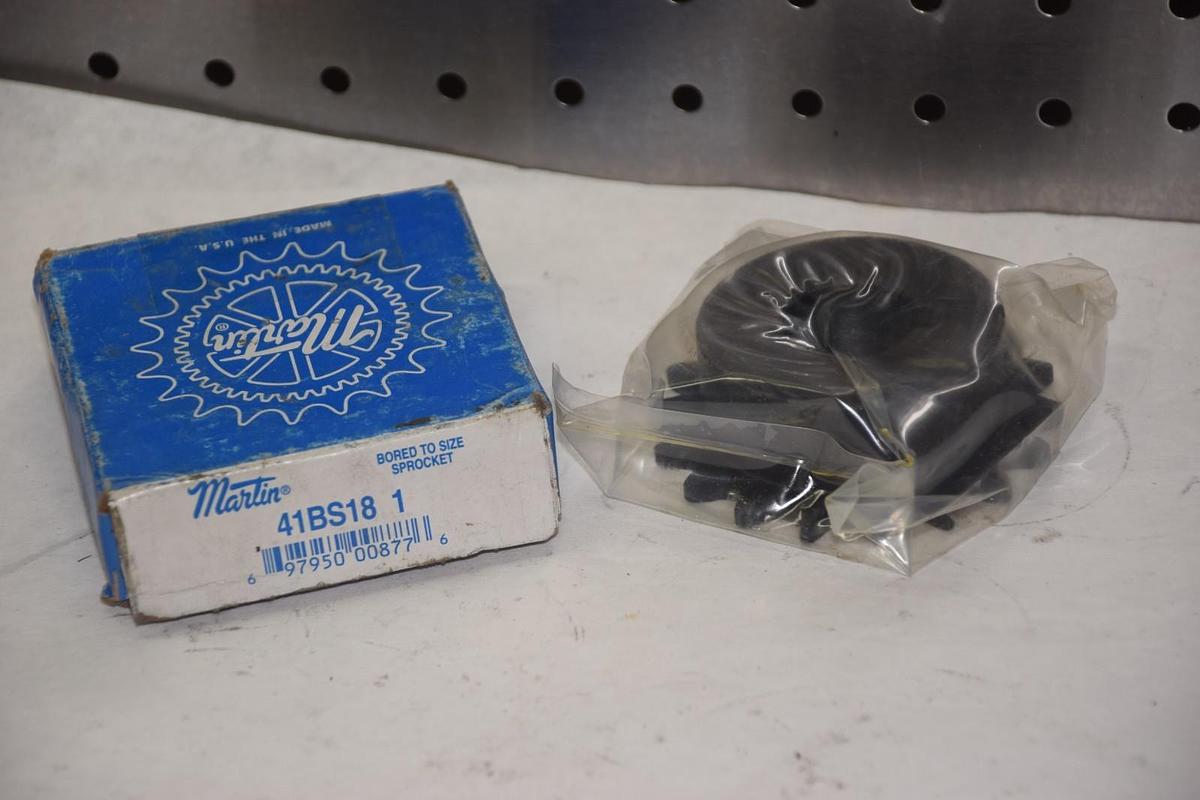 MADE IN THE U.S.A.
Martin®
BORED TO SIZE
SPROCKET
Martin®
41BS18 1
6 97950 00877 6